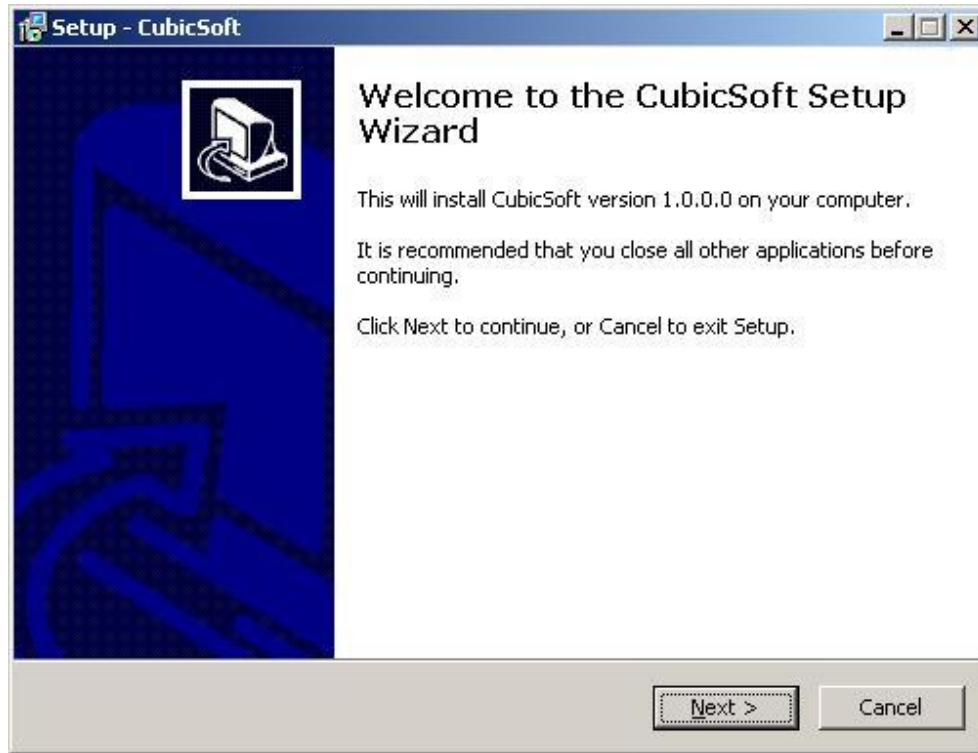 Setup - CubicSoft
Welcome to the CubicSoft Setup
Wizard
This will install CubicSoft version 1.0.0.0 on your computer.
It is recommended that you close all other applications before
continuing.
Click Next to continue, or Cancel to exit Setup.
Next >
Cancel